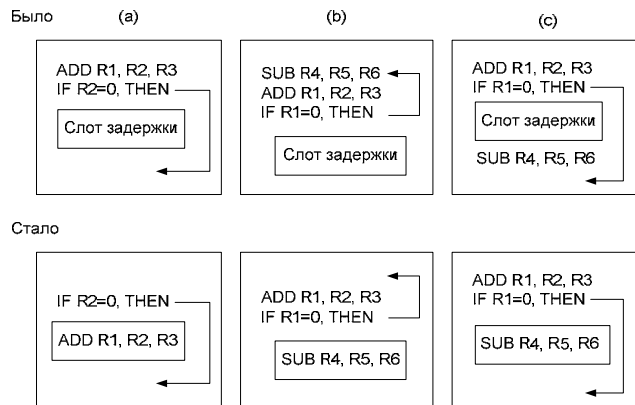 Было
(a)
(b)
(c)
ADD R1, R2, R3
IF R2=0, THEN
Слот задержки
SUB R4, R5, R6
ADD R1, R2, R3
IF R1=0, THEN
Слот задержки
ADD R1, R2, R3
IF R1=0, THEN
Слот задержки
SUB R4, R5, R6
Стало
IF R2=0, THEN
ADD R1, R2, R3
ADD R1, R2, R3
IF R1=0, THEN
SUB R4, R5, R6
ADD R1, R2, R3
IF R1=0, THEN
SUB R4, R5, R6